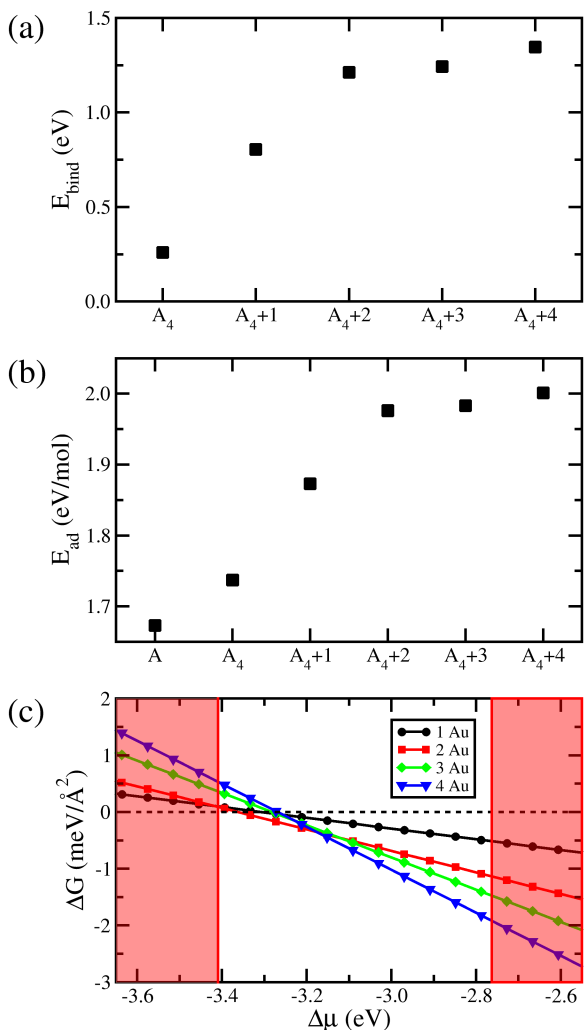 (a)
1.5
1.0
0.5
0.0
E_bind (eV)
A₄ A₄+1 A₄+2 A₄+3 A₄+4
(b)
2.0
1.9
1.8
1.7
E_ad (eV/mol)
A A₄ A₄+1 A₄+2 A₄+3 A₄+4
(c)
2
1
0
-1
-2
-3
ΔG (meV/Å²)
1 Au
2 Au
3 Au
4 Au
-3.6 -3.4 -3.2 -3.0 -2.8 -2.6
Δμ (eV)